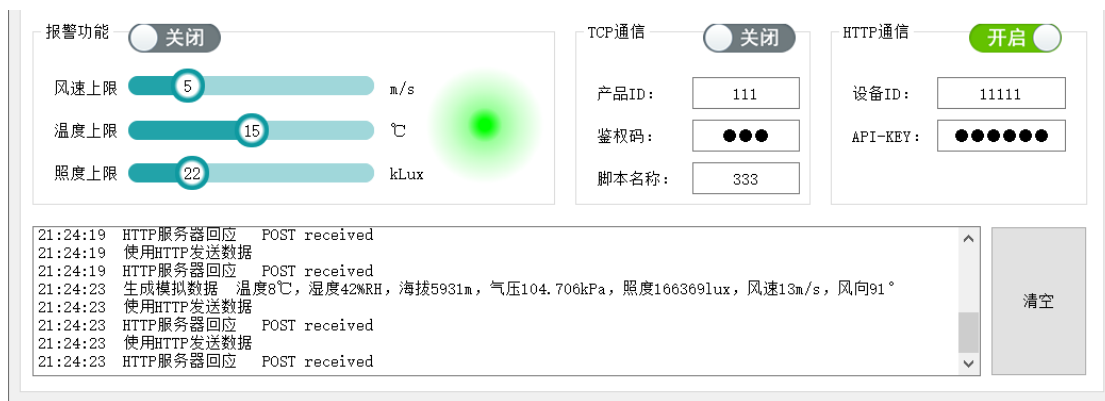 报警功能 关闭 TCP通信 关闭 HTTP通信 开启
风速上限 5 m/s 产品ID: 111 设备ID: 11111
温度上限 15 ℃ 鉴权码: ●●● API-KEY: ●●●●●●
照度上限 22 kLux 脚本名称: 333
21:24:19 HTTP服务器回应 POST received
21:24:19 使用HTTP发送数据
21:24:19 HTTP服务器回应 POST received
21:24:23 生成模拟数据 温度8℃，湿度42%RH，海拔5931m，气压104.706kPa，照度166369lux，风速13m/s，风向91°
21:24:23 使用HTTP发送数据
21:24:23 HTTP服务器回应 POST received
21:24:23 使用HTTP发送数据
21:24:23 HTTP服务器回应 POST received
清空